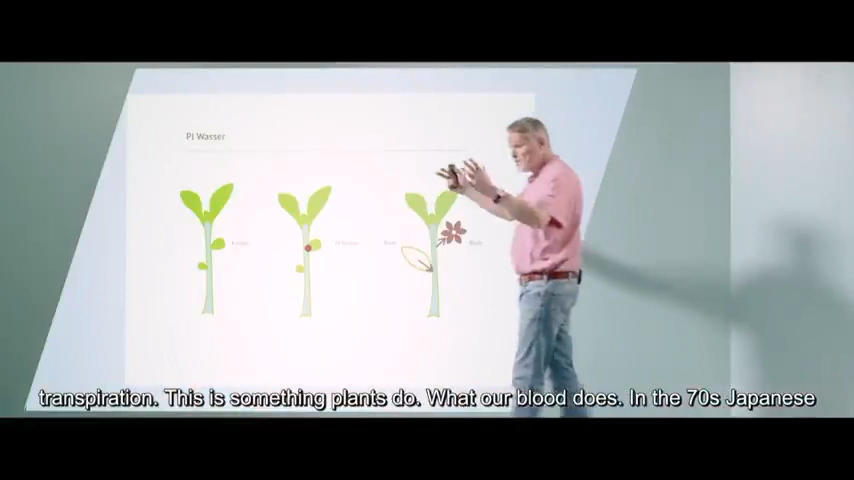 PI Wasser
transpiration. This is something plants do. What our blood does. In the 70s Japanese